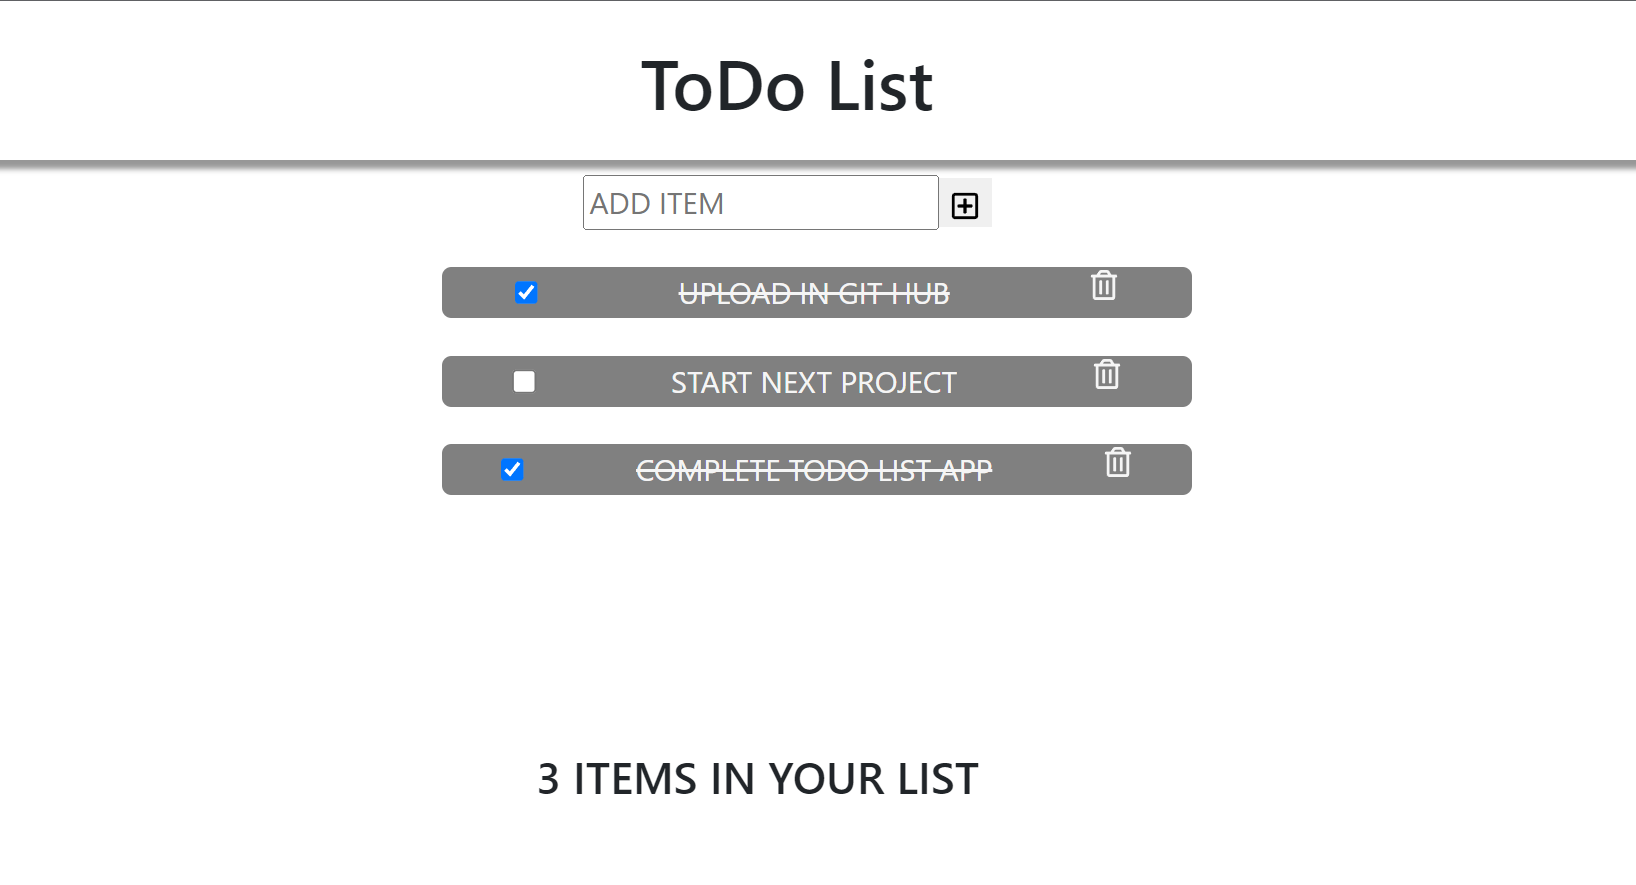 ToDo List
ADD ITEM
UPLOAD IN GIT HUB
START NEXT PROJECT
COMPLETE TODO LIST APP
3 ITEMS IN YOUR LIST